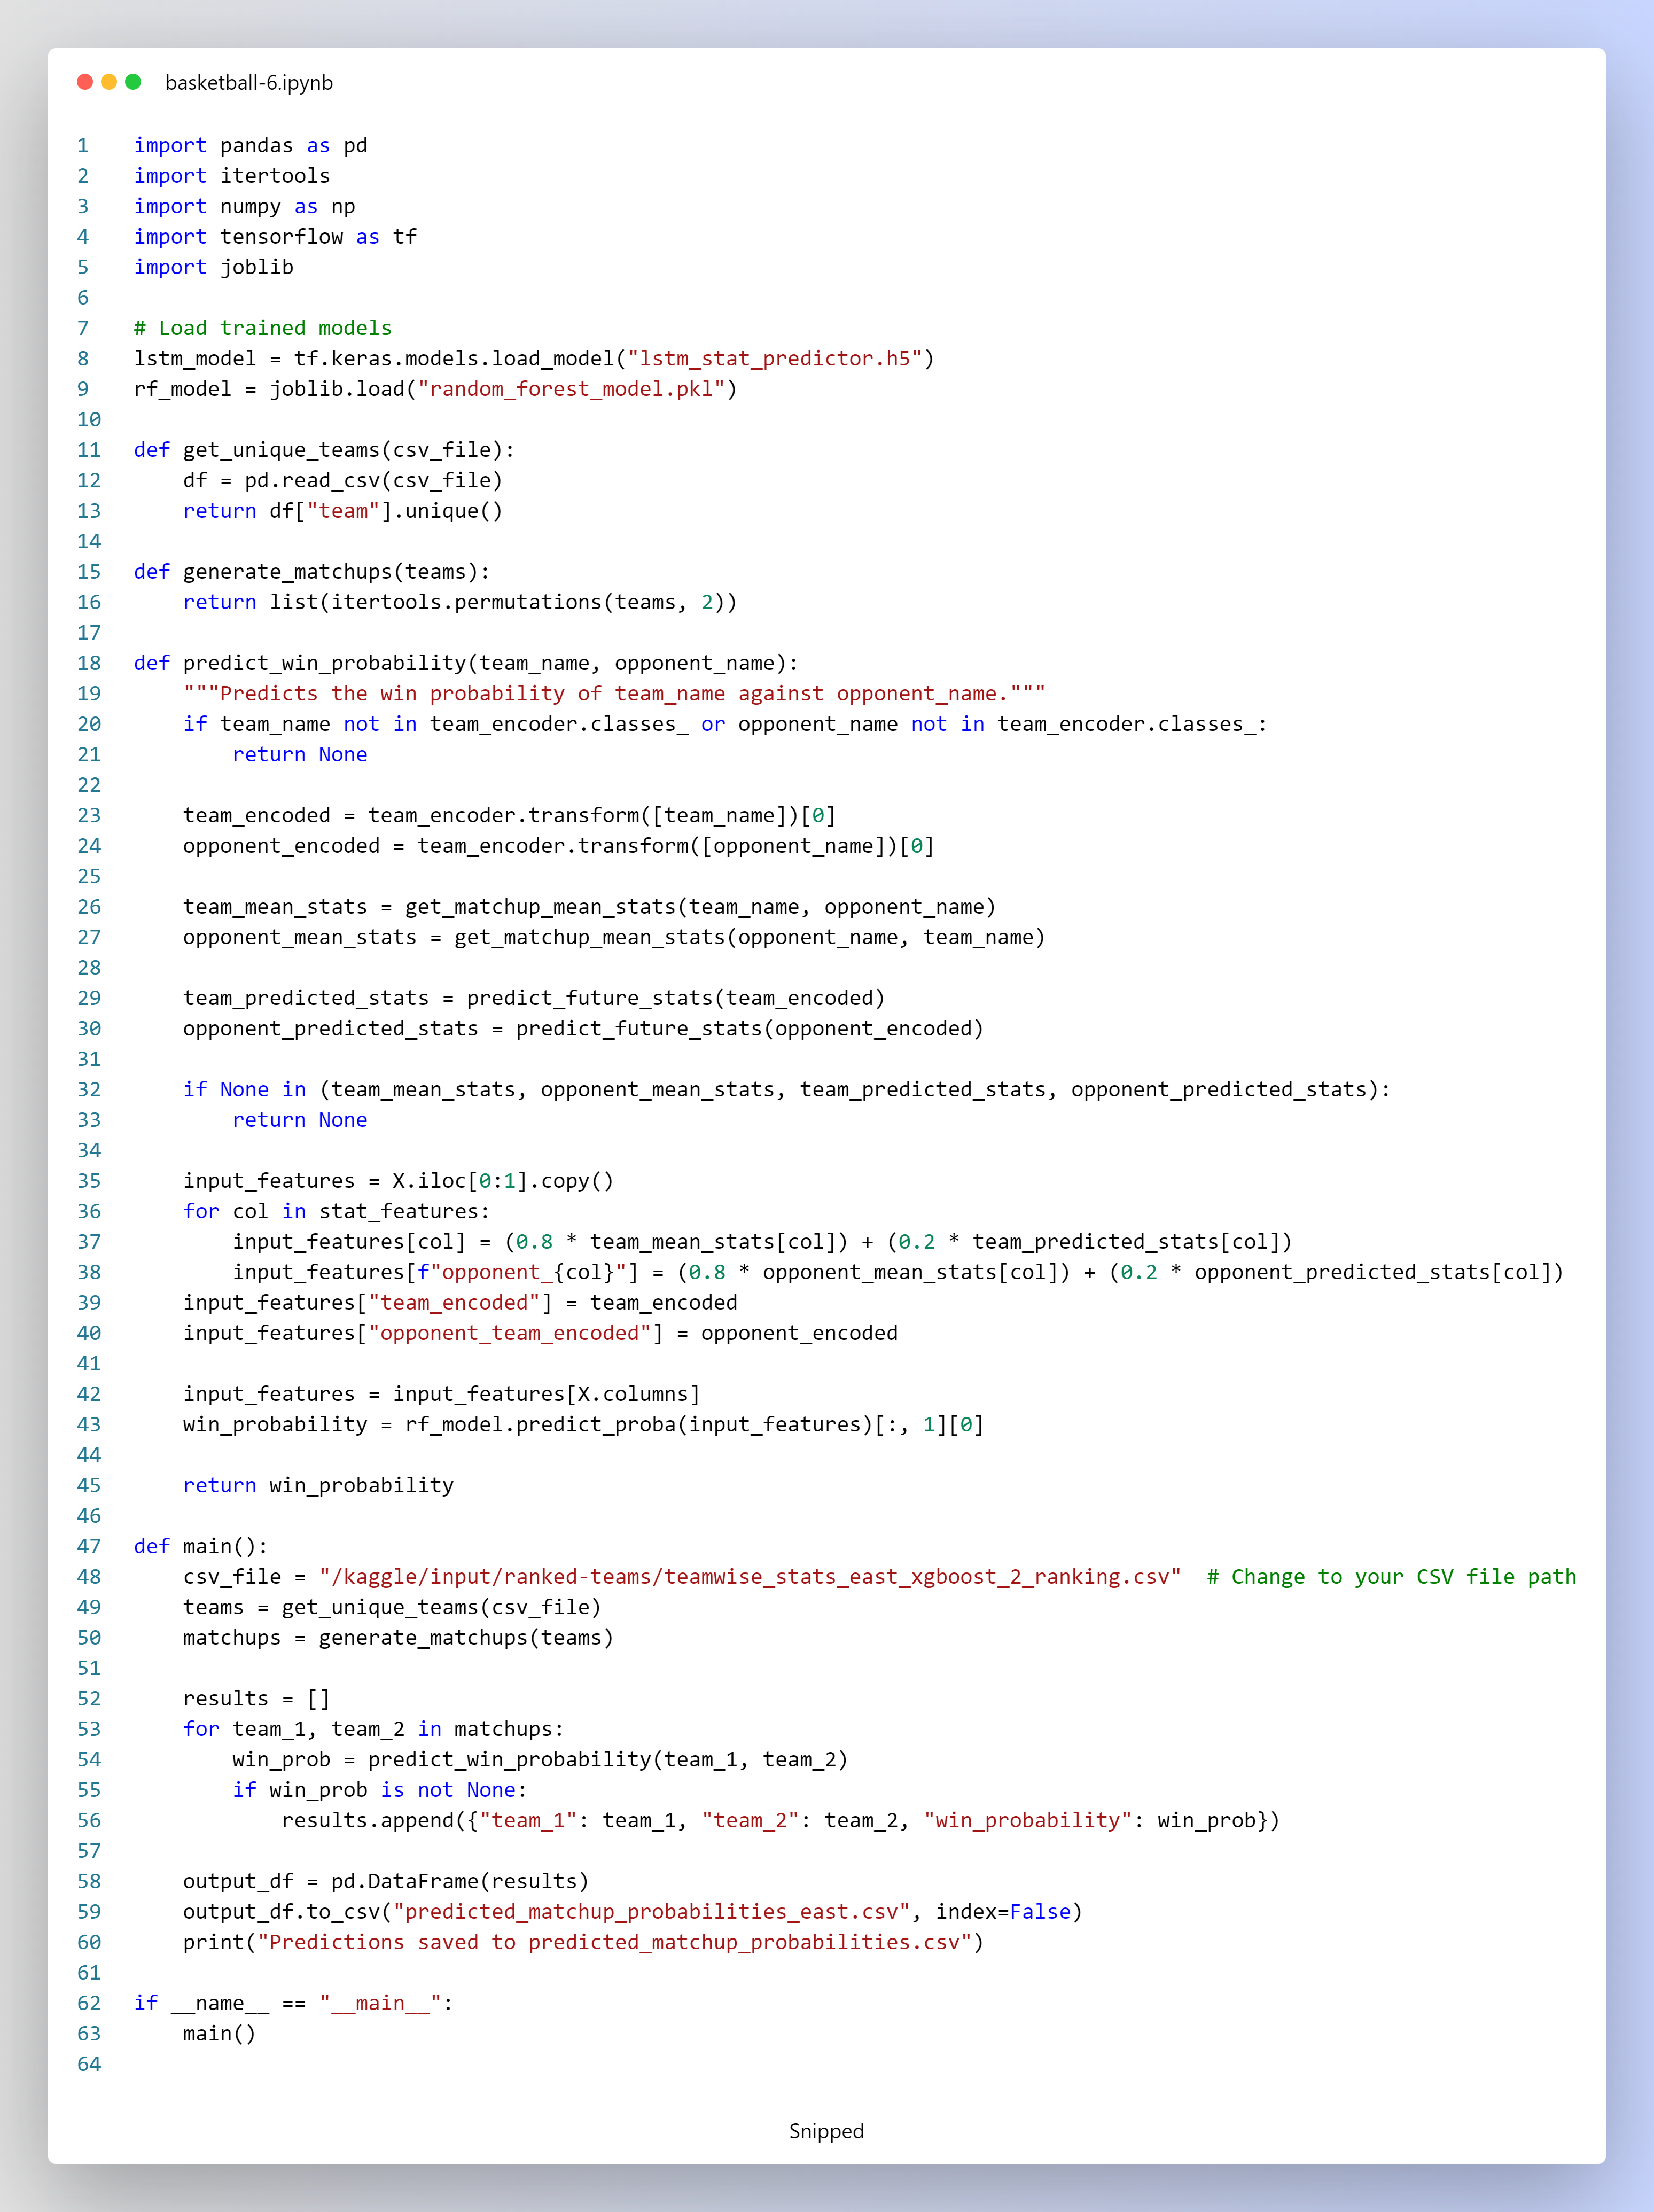 basketball-6.ipynb
1 import pandas as pd
2 import itertools
3 import numpy as np
4 import tensorflow as tf
5 import joblib
6
7 # Load trained models
8 lstm_model = tf.keras.models.load_model("lstm_stat_predictor.h5")
9 rf_model = joblib.load("random_forest_model.pkl")
10
11 def get_unique_teams(csv_file):
12     df = pd.read_csv(csv_file)
13     return df["team"].unique()
14
15 def generate_matchups(teams):
16     return list(itertools.permutations(teams, 2))
17
18 def predict_win_probability(team_name, opponent_name):
19     """Predicts the win probability of team_name against opponent_name."""
20     if team_name not in team_encoder.classes_ or opponent_name not in team_encoder.classes_:
21         return None
22
23     team_encoded = team_encoder.transform([team_name])[0]
24     opponent_encoded = team_encoder.transform([opponent_name])[0]
25
26     team_mean_stats = get_matchup_mean_stats(team_name, opponent_name)
27     opponent_mean_stats = get_matchup_mean_stats(opponent_name, team_name)
28
29     team_predicted_stats = predict_future_stats(team_encoded)
30     opponent_predicted_stats = predict_future_stats(opponent_encoded)
31
32     if None in (team_mean_stats, opponent_mean_stats, team_predicted_stats, opponent_predicted_stats):
33         return None
34
35     input_features = X.iloc[0:1].copy()
36     for col in stat_features:
37         input_features[col] = (0.8 * team_mean_stats[col]) + (0.2 * team_predicted_stats[col])
38         input_features[f"opponent_{col}"] = (0.8 * opponent_mean_stats[col]) + (0.2 * opponent_predicted_stats[col])
39     input_features["team_encoded"] = team_encoded
40     input_features["opponent_team_encoded"] = opponent_encoded
41
42     input_features = input_features[X.columns]
43     win_probability = rf_model.predict_proba(input_features)[:, 1][0]
44
45     return win_probability
46
47 def main():
48     csv_file = "/kaggle/input/ranked-teams/teamwise_stats_east_xgboost_2_ranking.csv"  # Change to your CSV file path
49     teams = get_unique_teams(csv_file)
50     matchups = generate_matchups(teams)
51
52     results = []
53     for team_1, team_2 in matchups:
54         win_prob = predict_win_probability(team_1, team_2)
55         if win_prob is not None:
56             results.append({"team_1": team_1, "team_2": team_2, "win_probability": win_prob})
57
58     output_df = pd.DataFrame(results)
59     output_df.to_csv("predicted_matchup_probabilities_east.csv", index=False)
60     print("Predictions saved to predicted_matchup_probabilities.csv")
61
62 if __name__ == "__main__":
63     main()
64
Snipped